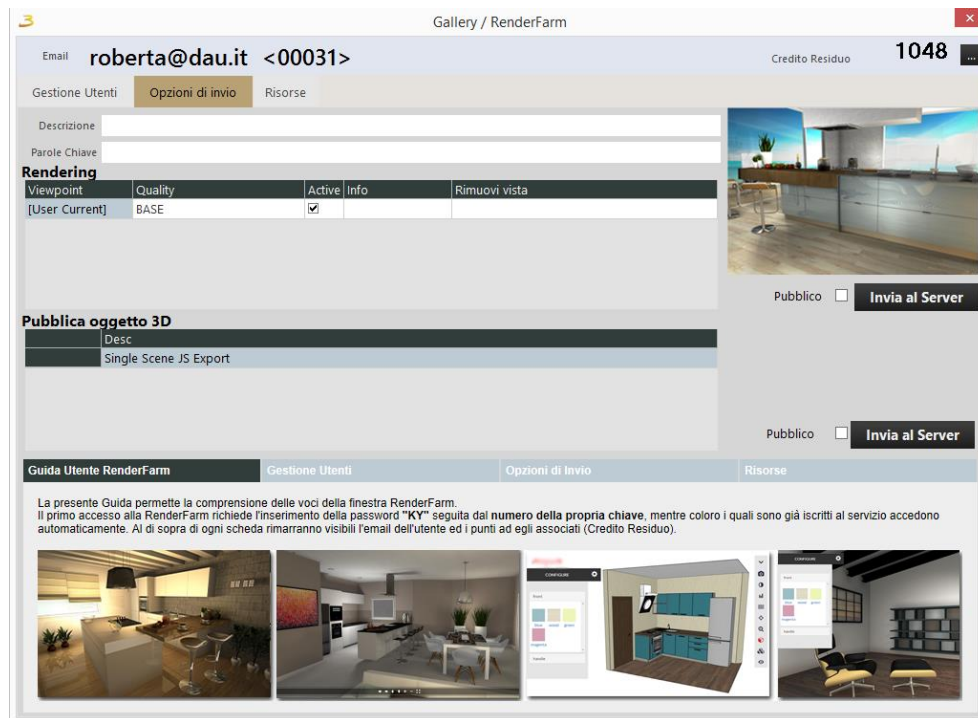 Gallery / RenderFarm
Email roberta@dau.it <00031> Credito Residuo 1048 ...
Gestione Utenti Opzioni di invio Risorse
Descrizione
Parole Chiave
Rendering
Viewpoint Quality Active Info Rimuovi vista
[User Current] BASE
Pubblico Invia al Server
Pubblica oggetto 3D
Desc
Single Scene JS Export
Pubblico Invia al Server
Guida Utente RenderFarm Gestione Utenti Opzioni di Invio Risorse
La presente Guida permette la comprensione delle voci della finestra RenderFarm.
Il primo accesso alla RenderFarm richiede l'inserimento della password "KY" seguita dal numero della propria chiave, mentre coloro i quali sono già iscritti al servizio accedono
automaticamente. Al di sopra di ogni scheda rimarranno visibili l'email dell'utente ed i punti ad egli associati (Credito Residuo).
CONFIGURE
CONFIGURE